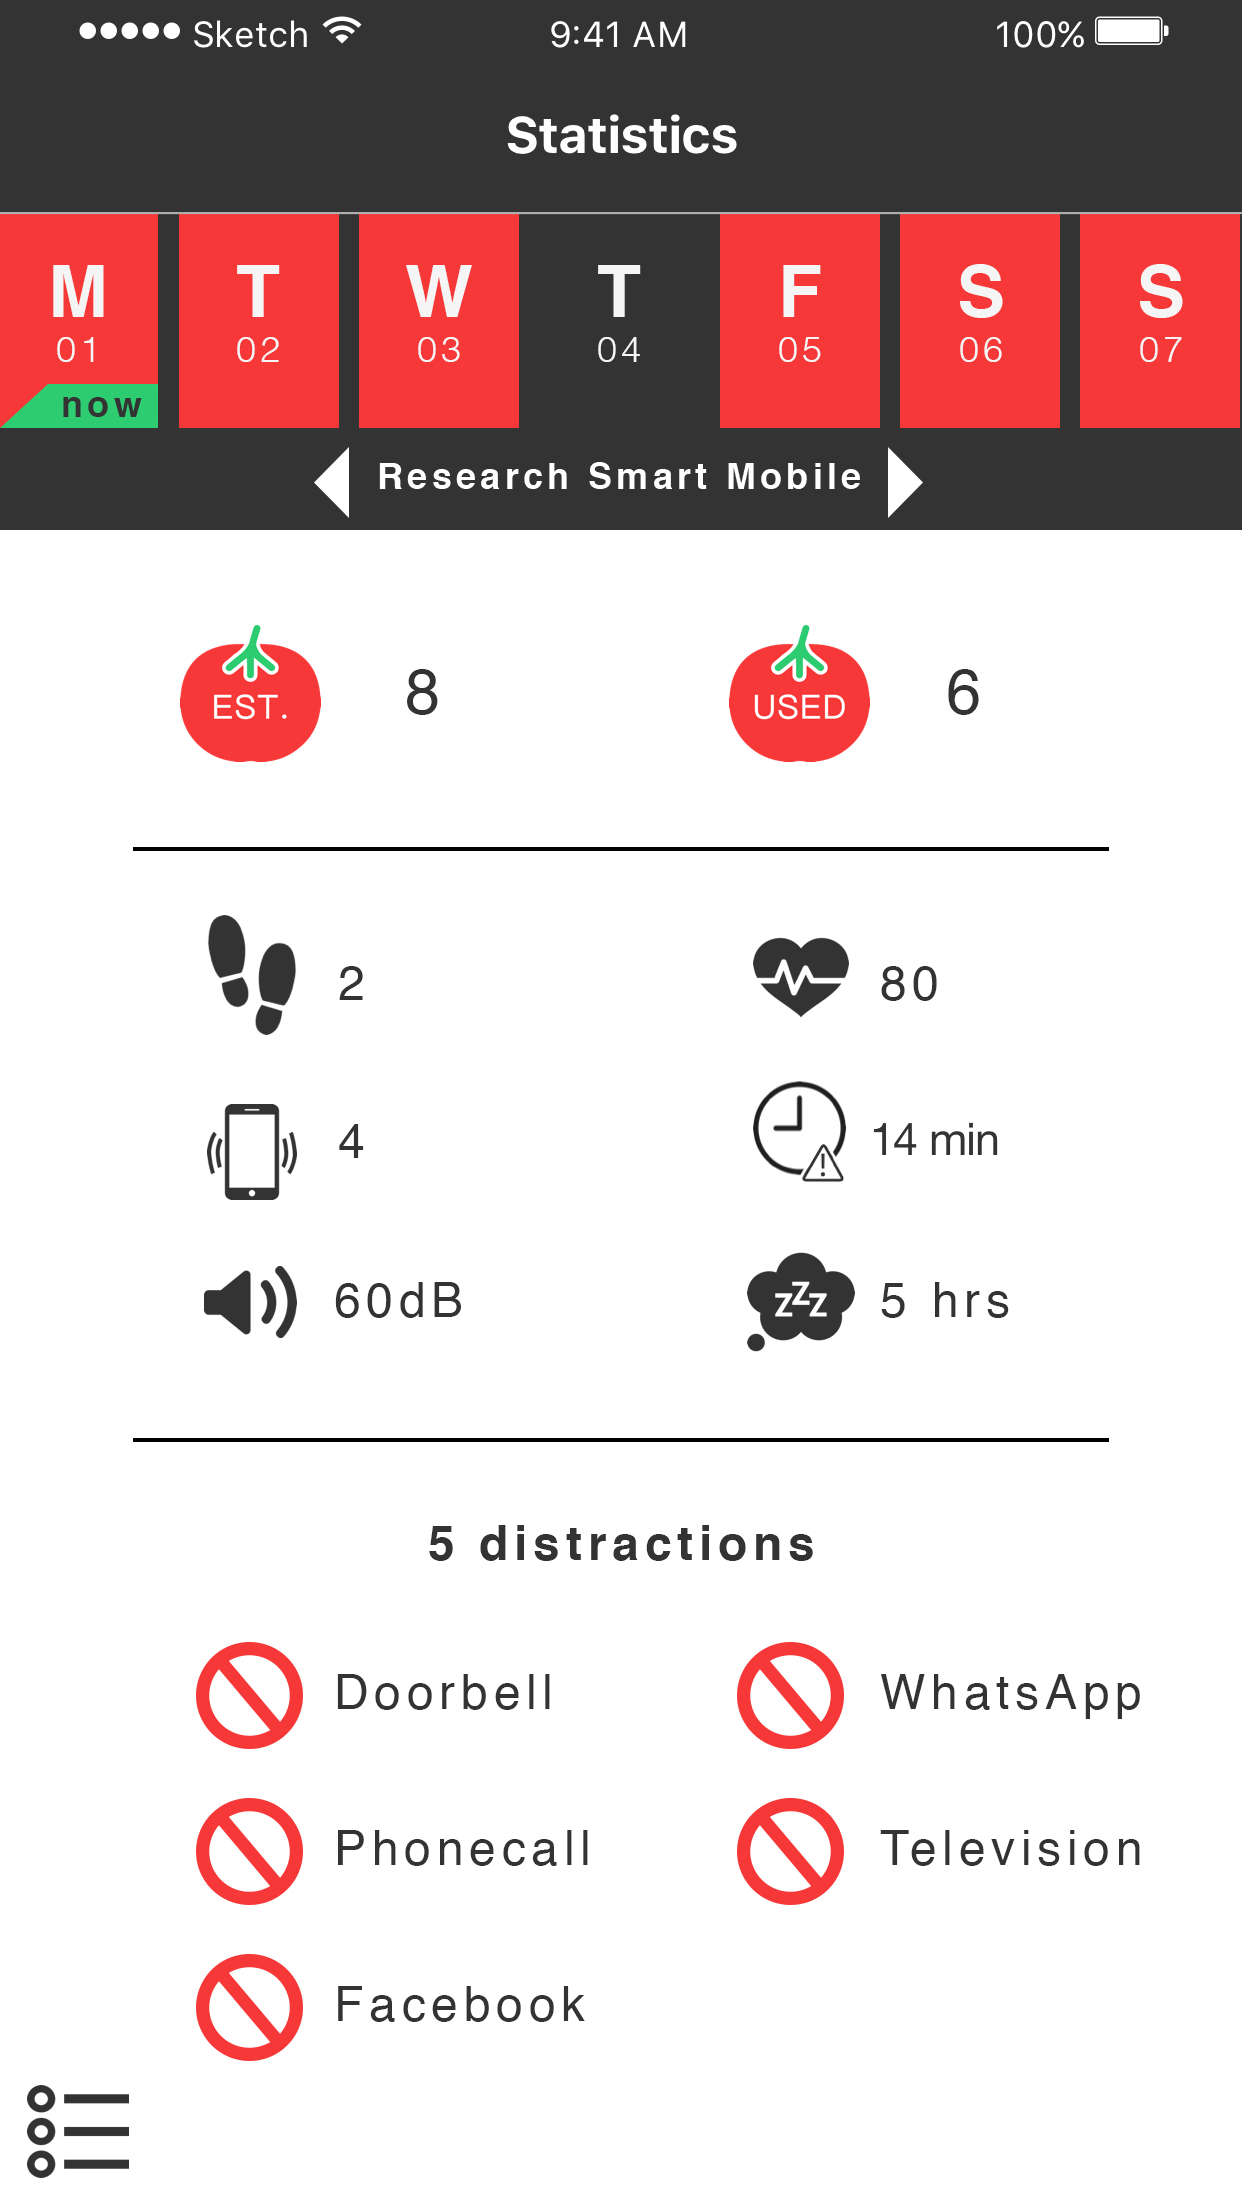 Sketch 9:41 AM 100%
Statistics
M T W T F S S
01 02 03 04 05 06 07
now
Research Smart Mobile
EST. 8 USED 6
2 80
4 14 min
60dB zzz 5 hrs
5 distractions
Doorbell WhatsApp
Phonecall Television
Facebook